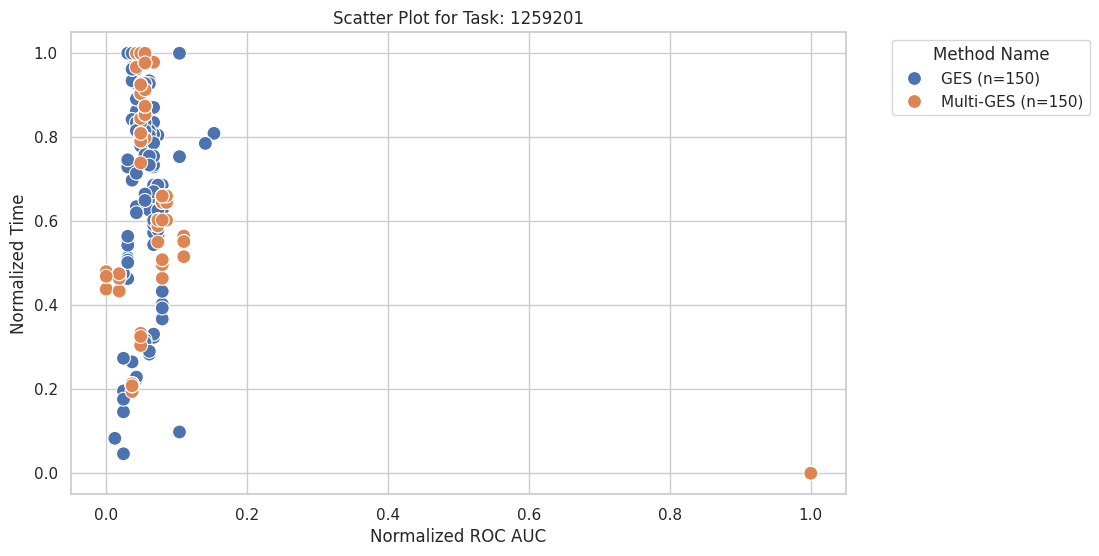 Scatter Plot for Task: 1259201
Method Name
GES (n=150)
Multi-GES (n=150)
Normalized Time
1.0
0.8
0.6
0.4
0.2
0.0
0.0 0.2 0.4 0.6 0.8 1.0
Normalized ROC AUC